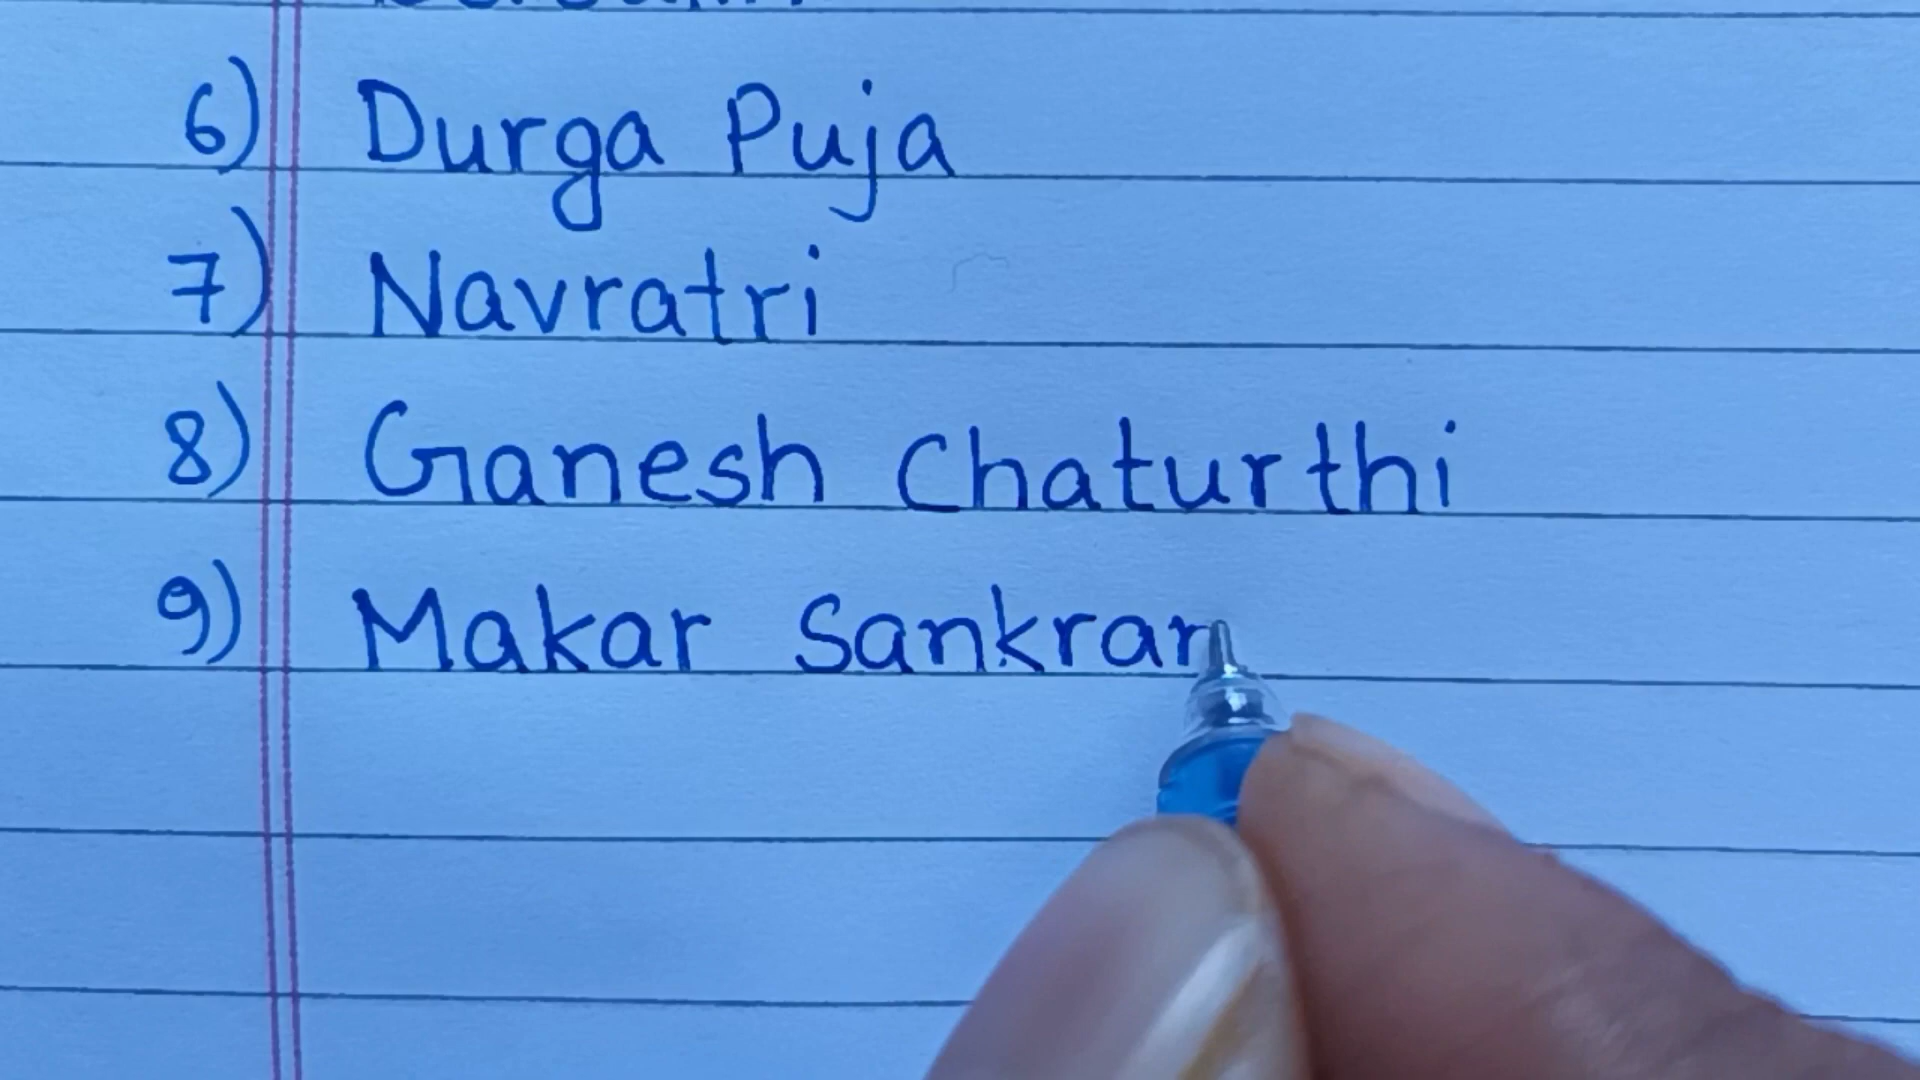 6) Durga Puja
7) Navratri
8) Ganesh Chaturthi
9) Makar Sankran